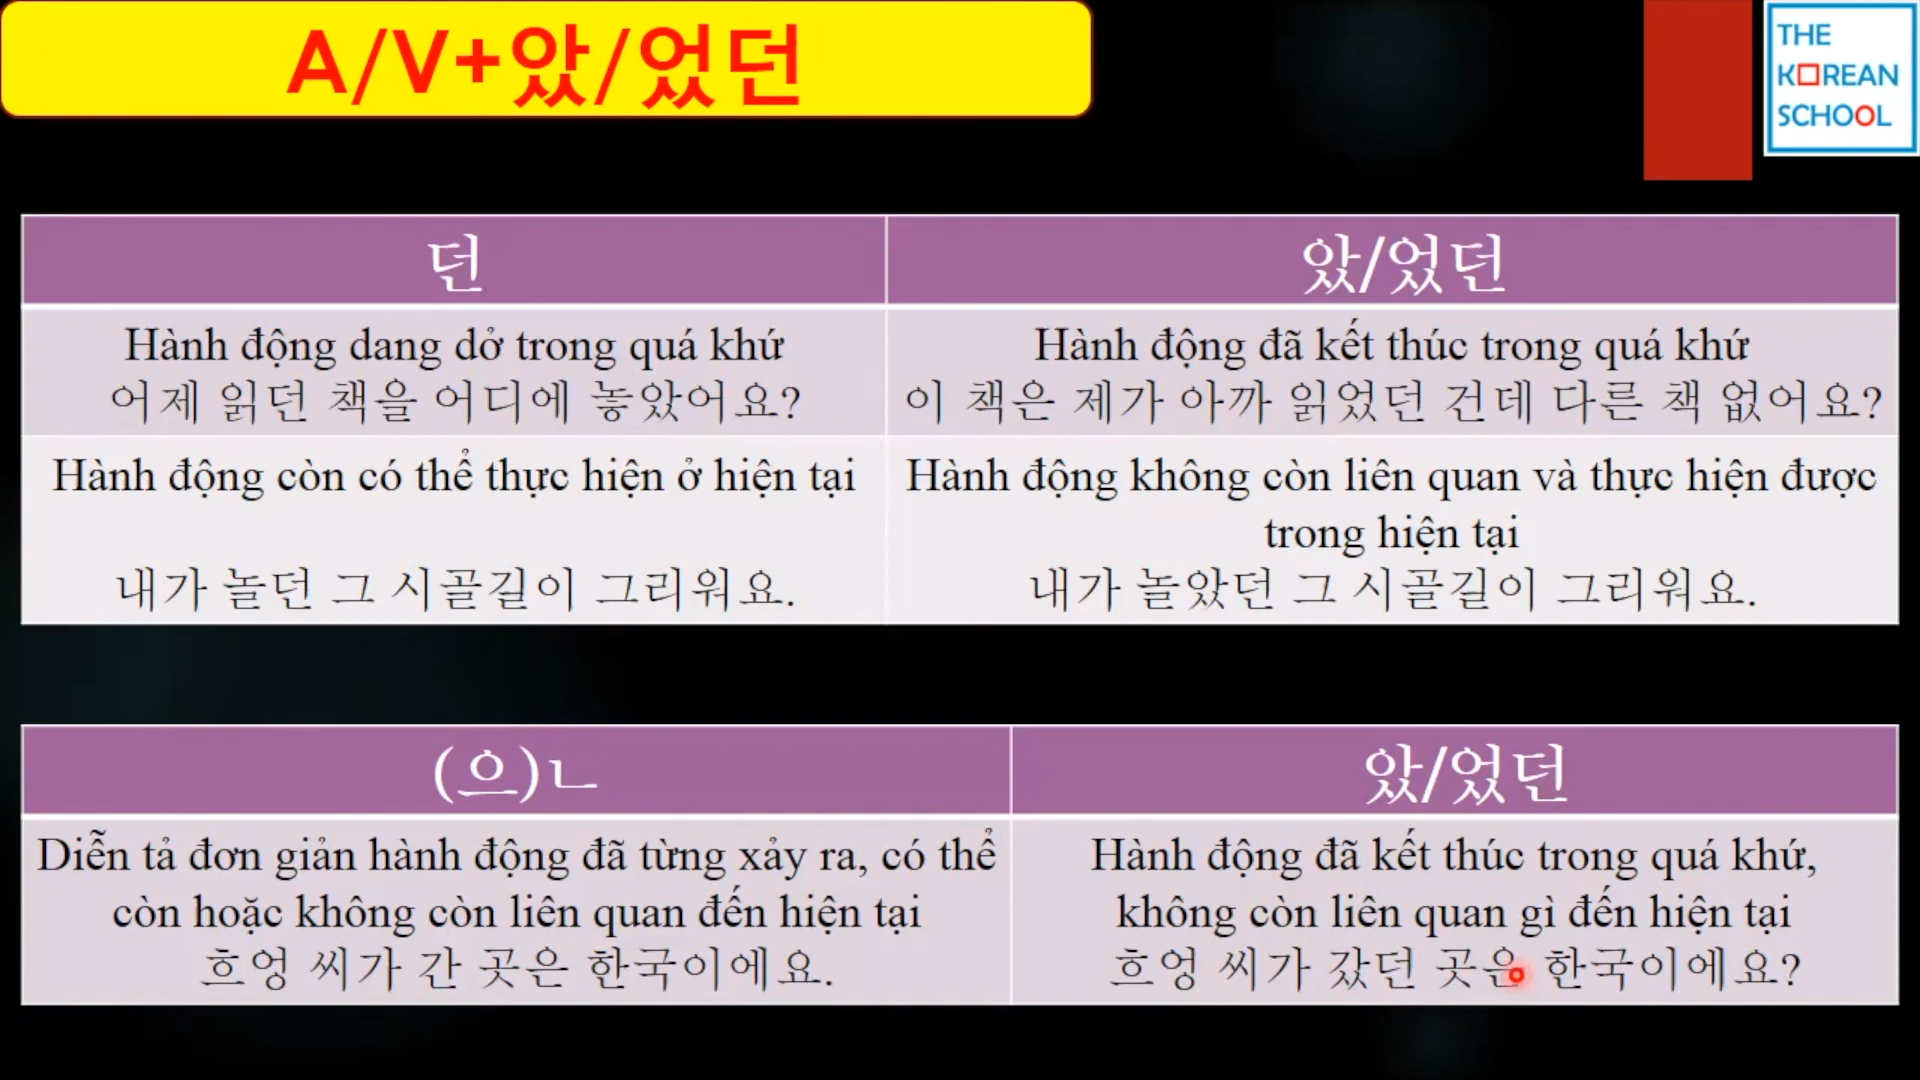 A/V+았/었던
THE
KOREAN
SCHOOL
던
았/었던
Hành động dang dở trong quá khứ
어제 읽던 책을 어디에 놓았어요?
Hành động đã kết thúc trong quá khứ
이 책은 제가 아까 읽었던 건데 다른 책 없어요?
Hành động còn có thể thực hiện ở hiện tại
내가 놀던 그 시골길이 그리워요.
Hành động không còn liên quan và thực hiện được
trong hiện tại
내가 놀았던 그 시골길이 그리워요.
(으)ㄴ
았/었던
Diễn tả đơn giản hành động đã từng xảy ra, có thể
còn hoặc không còn liên quan đến hiện tại
흐엉 씨가 간 곳은 한국이에요.
Hành động đã kết thúc trong quá khứ,
không còn liên quan gì đến hiện tại
흐엉 씨가 갔던 곳은 한국이에요?